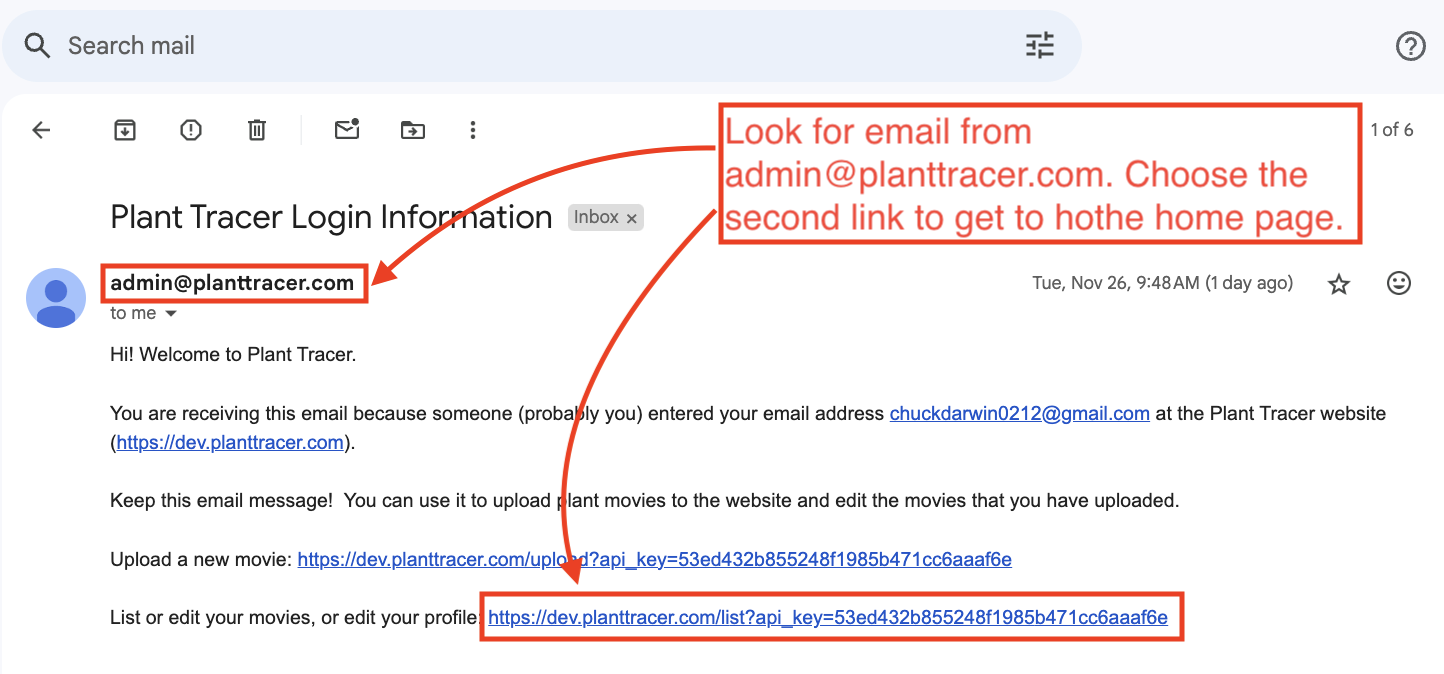 Search mail
Look for email from
admin@planttracer.com. Choose the
second link to get to hothe home page.
1 of 6
Plant Tracer Login Information Inbox x
admin@planttracer.com
Tue, Nov 26, 9:48 AM (1 day ago)
to me
Hi! Welcome to Plant Tracer.
You are receiving this email because someone (probably you) entered your email address chuckdarwin0212@gmail.com at the Plant Tracer website
(https://dev.planttracer.com).
Keep this email message!  You can use it to upload plant movies to the website and edit the movies that you have uploaded.
Upload a new movie: https://dev.planttracer.com/upload?api_key=53ed432b855248f1985b471cc6aaaf6e
List or edit your movies, or edit your profile: https://dev.planttracer.com/list?api_key=53ed432b855248f1985b471cc6aaaf6e